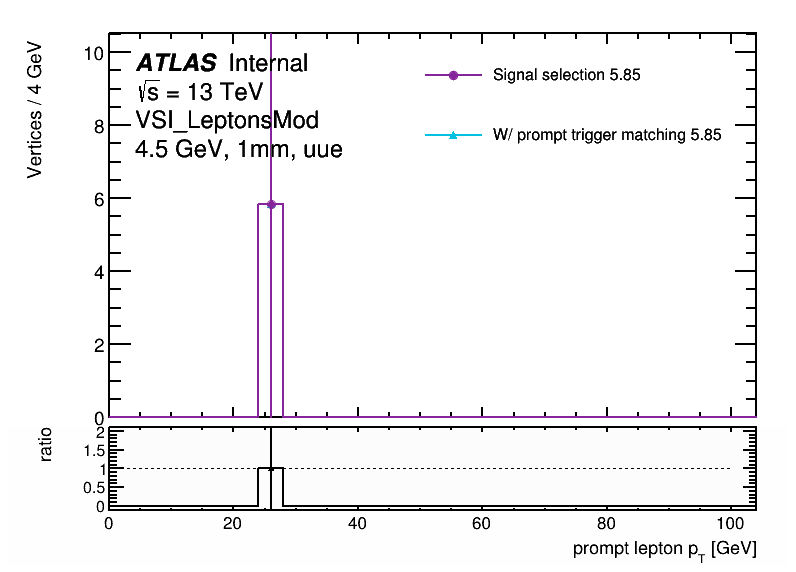 Vertices / 4 GeV
10
8
6
4
2
0
ATLAS Internal
√s = 13 TeV
VSI_LeptonsMod
4.5 GeV, 1mm, uue
Signal selection 5.85
W/ prompt trigger matching 5.85
ratio
2
1.5
1
0.5
0
0 20 40 60 80 100
prompt lepton p_T [GeV]